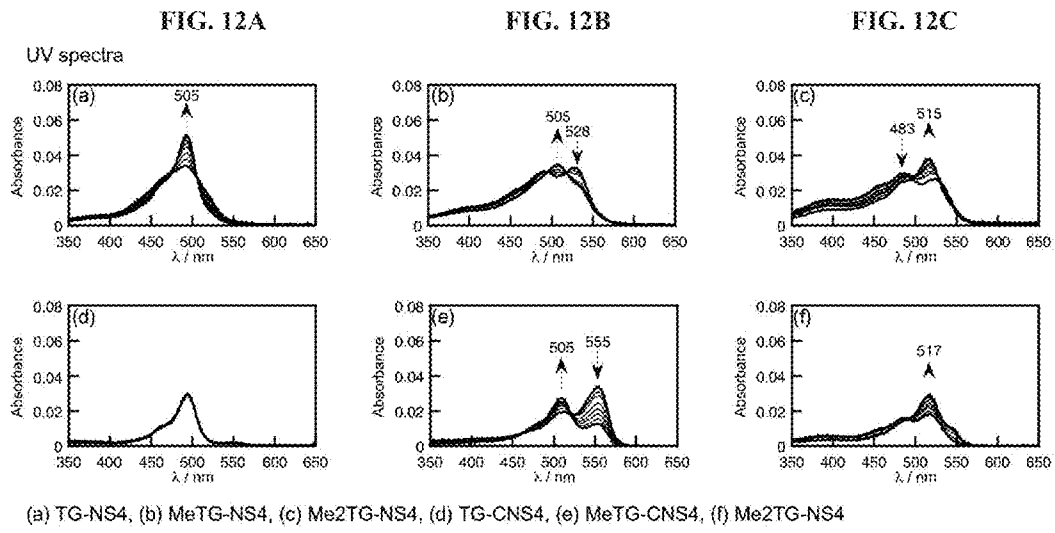 FIG. 12A FIG. 12B FIG. 12C
UV spectra
(a) 505
(b) 505 528
(c) 483 515
Absorbance 0.08 0.06 0.04 0.02 0
350 400 450 500 550 600 650
λ / nm
Absorbance 0.08 0.06 0.04 0.02 0
350 400 450 500 550 600 650
λ / nm
Absorbance 0.08 0.06 0.04 0.02 0
350 400 450 500 550 600 650
λ / nm
(d)
(e) 505 555
(f) 517
Absorbance 0.08 0.06 0.04 0.02 0
350 400 450 500 550 600 650
λ / nm
Absorbance 0.08 0.06 0.04 0.02 0
350 400 450 500 550 600 650
λ / nm
Absorbance 0.08 0.06 0.04 0.02 0
350 400 450 500 550 600 650
λ / nm
(a) TG-NS4, (b) MeTG-NS4, (c) Me2TG-NS4, (d) TG-CNS4, (e) MeTG-CNS4, (f) Me2TG-NS4